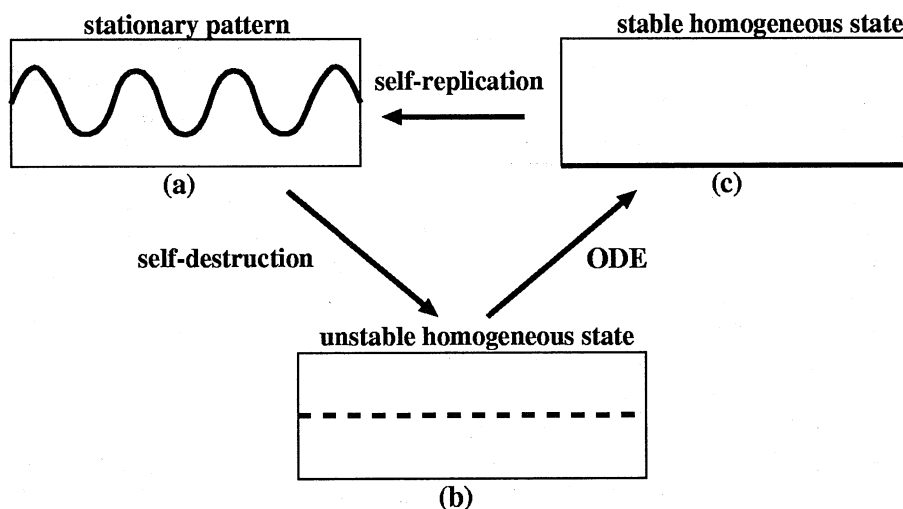 stationary pattern
stable homogeneous state
self-replication
(a)
(c)
self-destruction
ODE
unstable homogeneous state
(b)